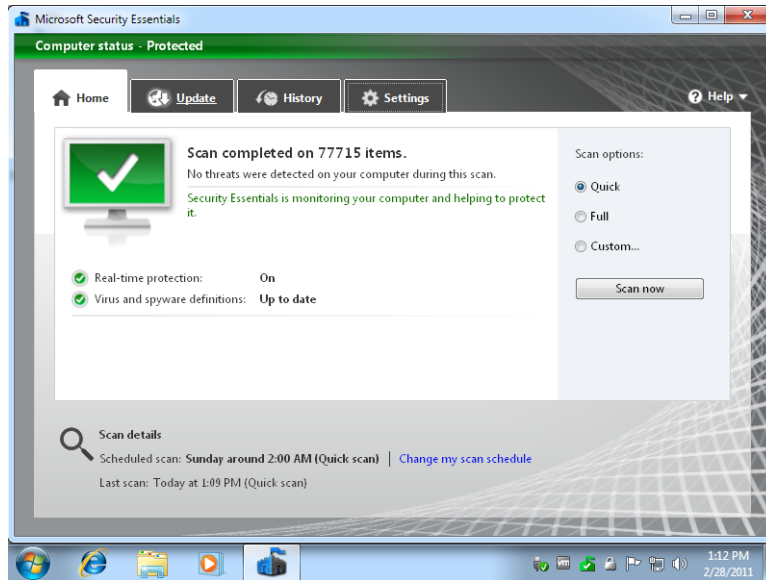 Microsoft Security Essentials
Computer status - Protected
Home
Update
History
Settings
Help
Scan completed on 77715 items.
No threats were detected on your computer during this scan.
Security Essentials is monitoring your computer and helping to protect
it.
Real-time protection: On
Virus and spyware definitions: Up to date
Scan options:
Quick
Full
Custom...
Scan now
Scan details
Scheduled scan: Sunday around 2:00 AM (Quick scan) | Change my scan schedule
Last scan: Today at 1:09 PM (Quick scan)
1:12 PM
2/28/2011